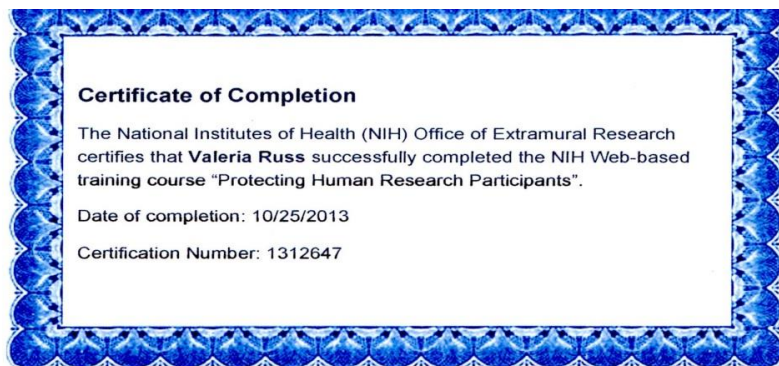 Certificate of Completion
The National Institutes of Health (NIH) Office of Extramural Research
certifies that Valeria Russ successfully completed the NIH Web-based
training course “Protecting Human Research Participants”.
Date of completion: 10/25/2013
Certification Number: 1312647